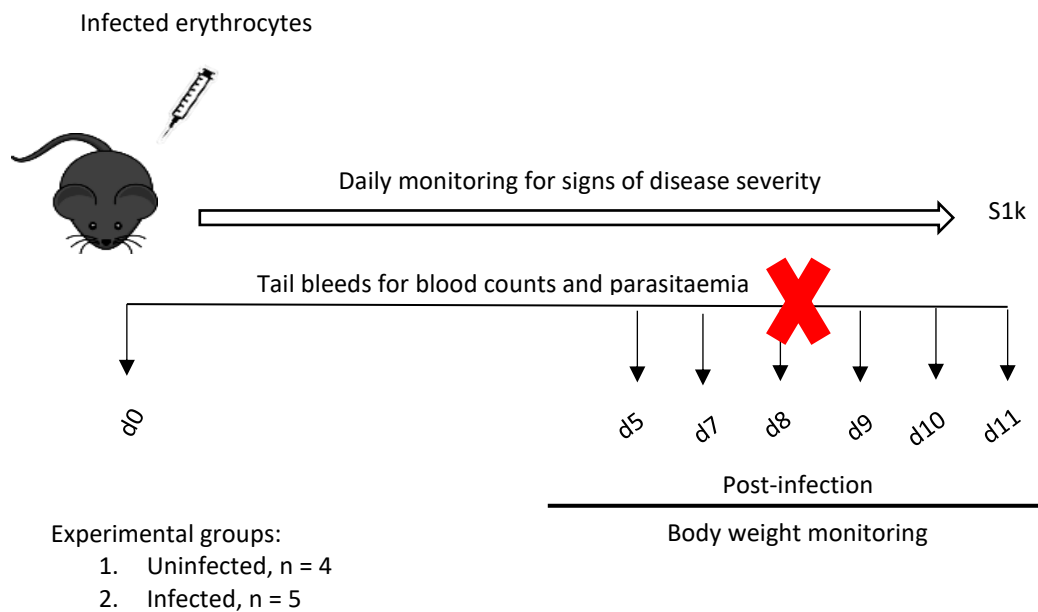 Infected erythrocytes
Daily monitoring for signs of disease severity
S1k
Tail bleeds for blood counts and parasitaemia
d0
d5
d7
d8
d9
d10
d11
Post-infection
Body weight monitoring
Experimental groups:
1. Uninfected, n = 4
2. Infected, n = 5